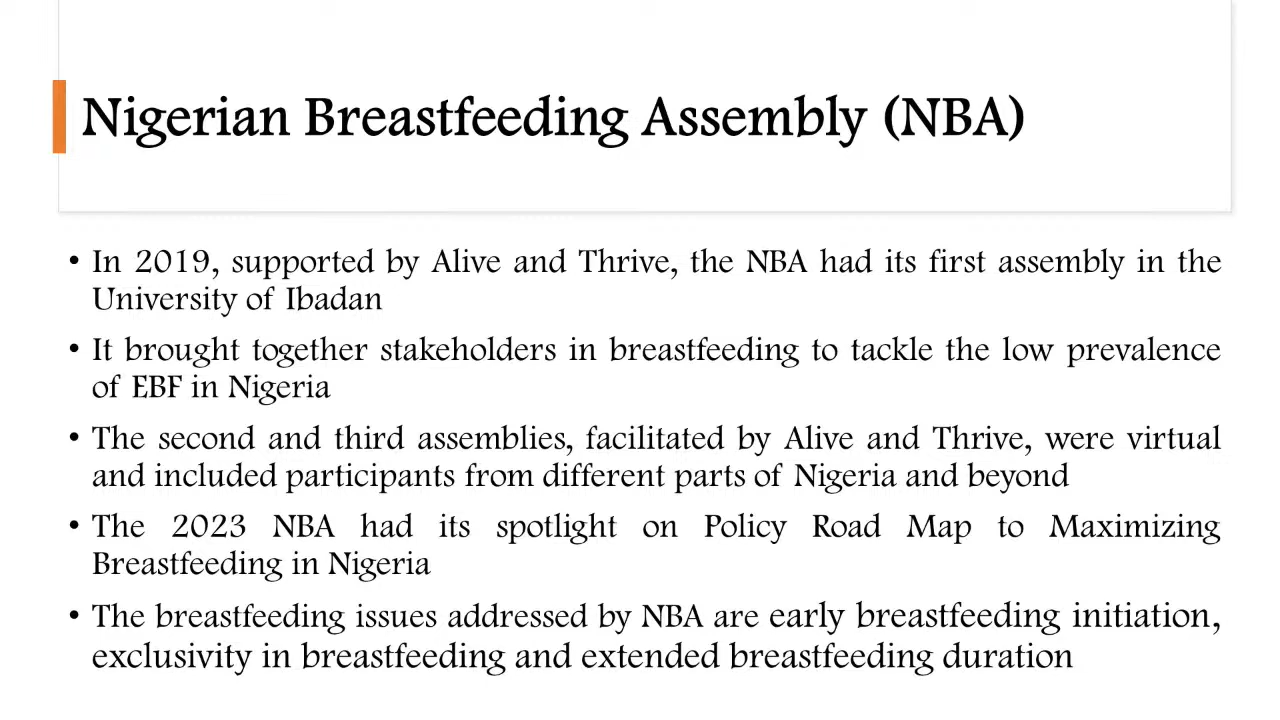 Nigerian Breastfeeding Assembly (NBA)
• In 2019, supported by Alive and Thrive, the NBA had its first assembly in the
University of Ibadan
• It brought together stakeholders in breastfeeding to tackle the low prevalence
of EBF in Nigeria
• The second and third assemblies, facilitated by Alive and Thrive, were virtual
and included participants from different parts of Nigeria and beyond
• The 2023 NBA had its spotlight on Policy Road Map to Maximizing
Breastfeeding in Nigeria
• The breastfeeding issues addressed by NBA are early breastfeeding initiation,
exclusivity in breastfeeding and extended breastfeeding duration